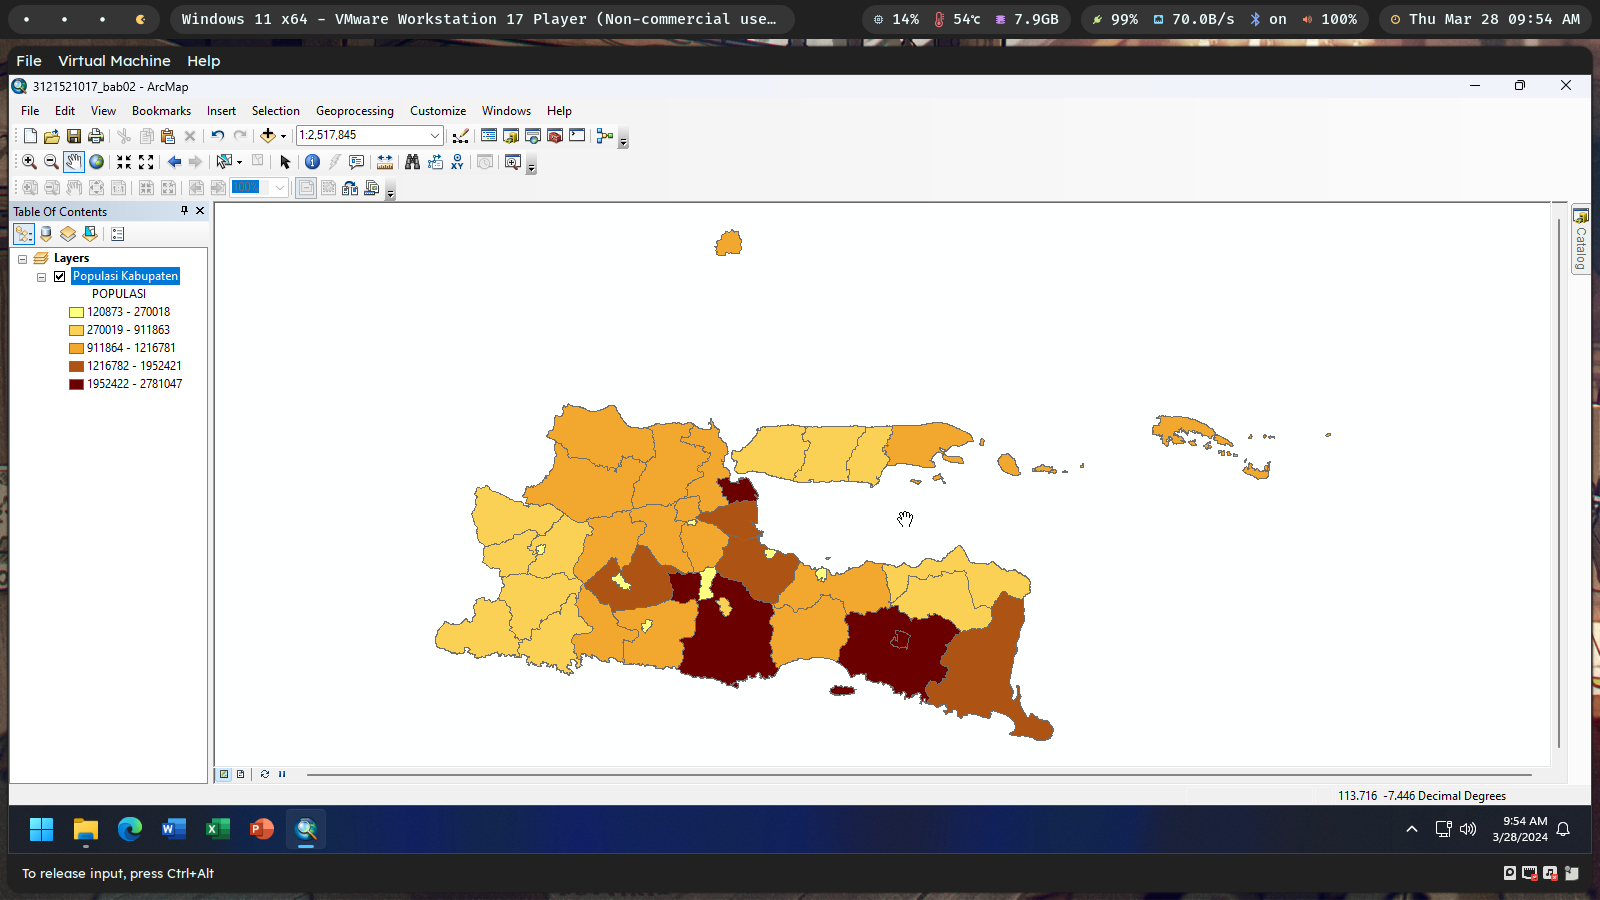 Windows 11 x64 - VMware Workstation 17 Player (Non-commercial use…
14%
54℃
7.9GB
99%
70.0B/s
on
100%
Thu Mar 28 09:54 AM
File Virtual Machine Help
3121521017_bab02 - ArcMap
File Edit View Bookmarks Insert Selection Geoprocessing Customize Windows Help
1:2,517,845
XY
1:1
100%
Table Of Contents
Layers
Populasi Kabupaten
POPULASI
120873 - 270018
270019 - 911863
911864 - 1216781
1216782 - 1952421
1952422 - 2781047
Catalog
113.716 -7.446 Decimal Degrees
9:54 AM
3/28/2024
To release input, press Ctrl+Alt